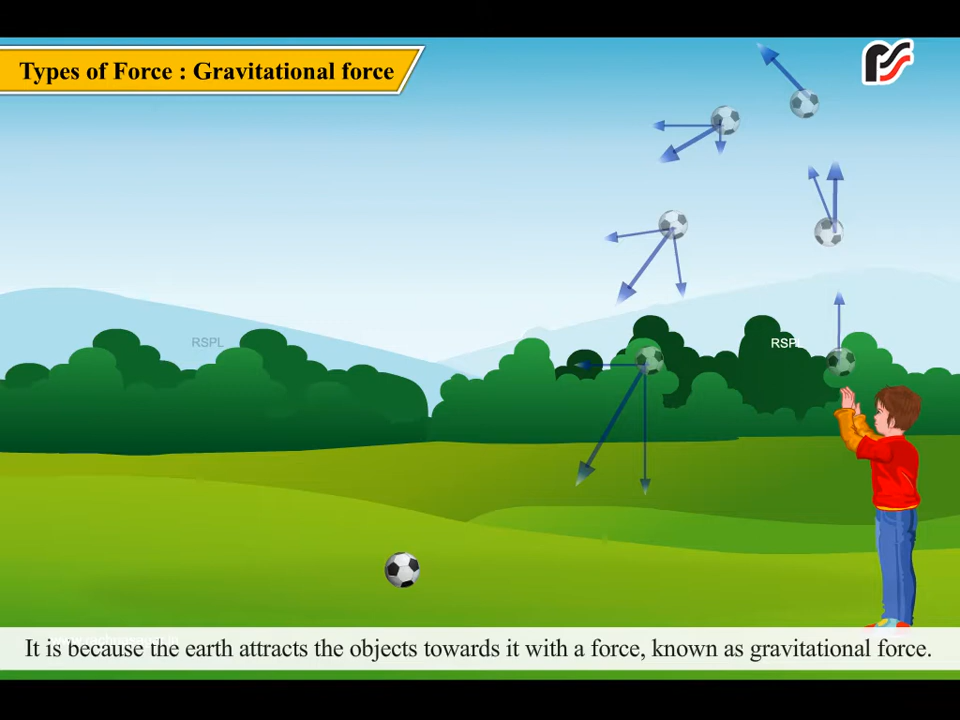 Types of Force : Gravitational force
RSPL
RSPL
It is because the earth attracts the objects towards it with a force, known as gravitational force.